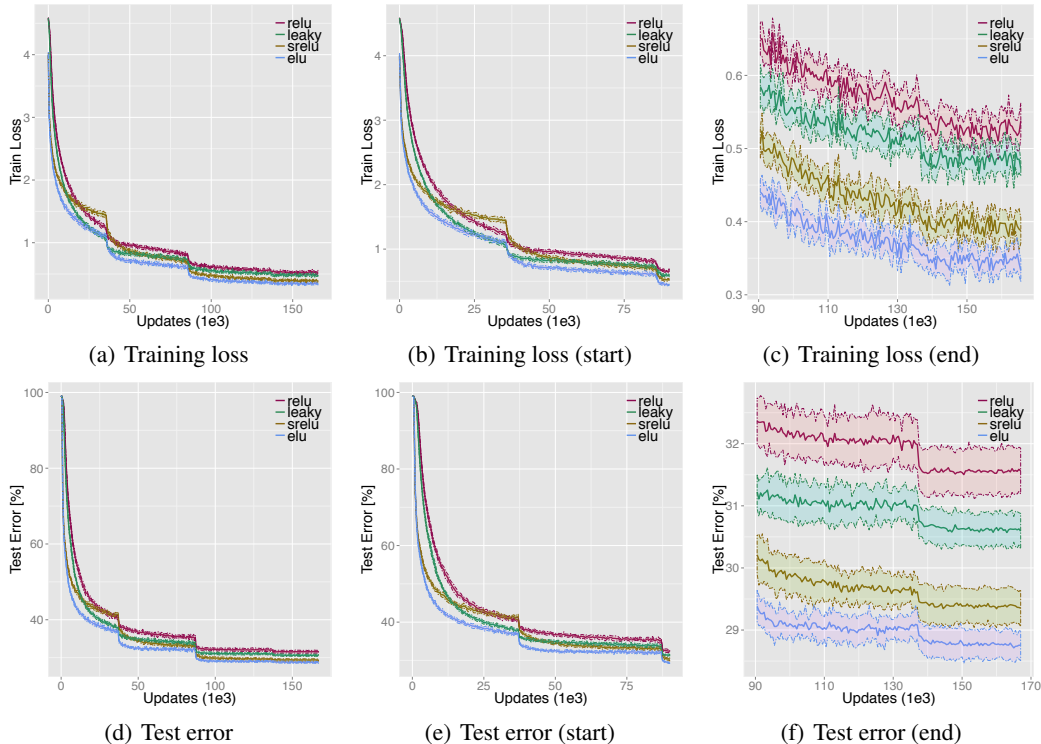 relu
leaky
srelu
elu
4
3
2
1
0
50
100
150
Train Loss
Updates (1e3)
(a) Training loss
relu
leaky
srelu
elu
4
3
2
1
0
25
50
75
Train Loss
Updates (1e3)
(b) Training loss (start)
relu
leaky
srelu
elu
0.6
0.5
0.4
0.3
90
110
130
150
Train Loss
Updates (1e3)
(c) Training loss (end)
relu
leaky
srelu
elu
100
80
60
40
0
50
100
150
Test Error [%]
Updates (1e3)
(d) Test error
relu
leaky
srelu
elu
100
80
60
40
0
25
50
75
Test Error [%]
Updates (1e3)
(e) Test error (start)
relu
leaky
srelu
elu
32
31
30
29
90
110
130
150
170
Test Error [%]
Updates (1e3)
(f) Test error (end)